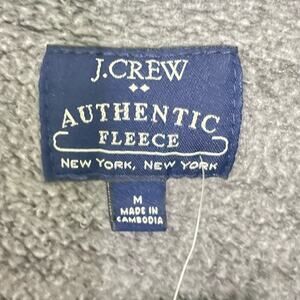 J.CREW
AUTHENTIC
FLEECE
NEW YORK, NEW YORK
M
MADE IN
CAMBODIA